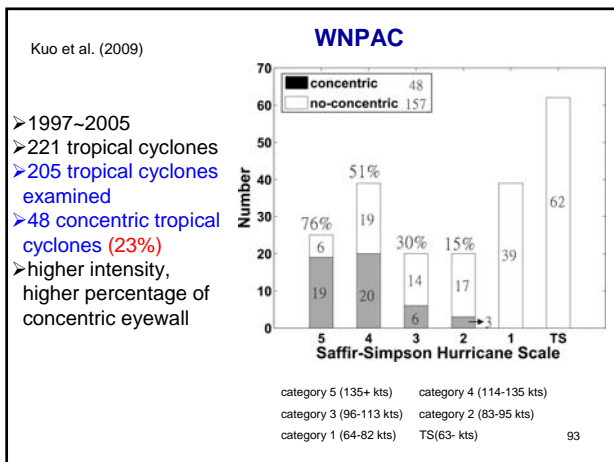 WNPAC
Kuo et al. (2009)
➢1997~2005
➢221 tropical cyclones
➢205 tropical cyclones
examined
➢48 concentric tropical
cyclones (23%)
➢higher intensity,
higher percentage of
concentric eyewall
70
60
50
40
30
20
10
0
Number
concentric 48
no-concentric 157
76%
6
19
51%
19
20
30%
14
6
15%
17
3
39
62
5 4 3 2 1 TS
Saffir-Simpson Hurricane Scale
category 5 (135+ kts) category 4 (114-135 kts)
category 3 (96-113 kts) category 2 (83-95 kts)
category 1 (64-82 kts) TS(63- kts)
93